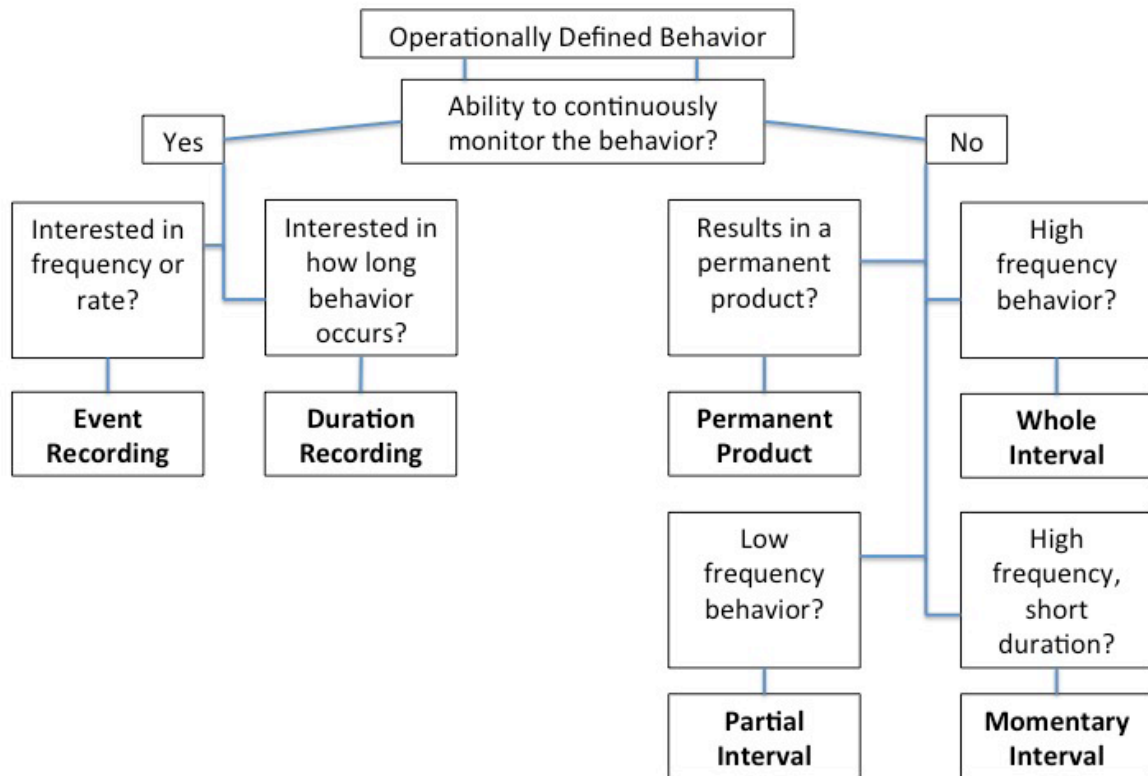 Operationally Defined Behavior
Ability to continuously
monitor the behavior?
Yes
No
Interested in
frequency or
rate?
Interested in
how long
behavior
occurs?
Results in a
permanent
product?
High
frequency
behavior?
Event
Recording
Duration
Recording
Permanent
Product
Whole
Interval
Low
frequency
behavior?
High
frequency,
short
duration?
Partial
Interval
Momentary
Interval